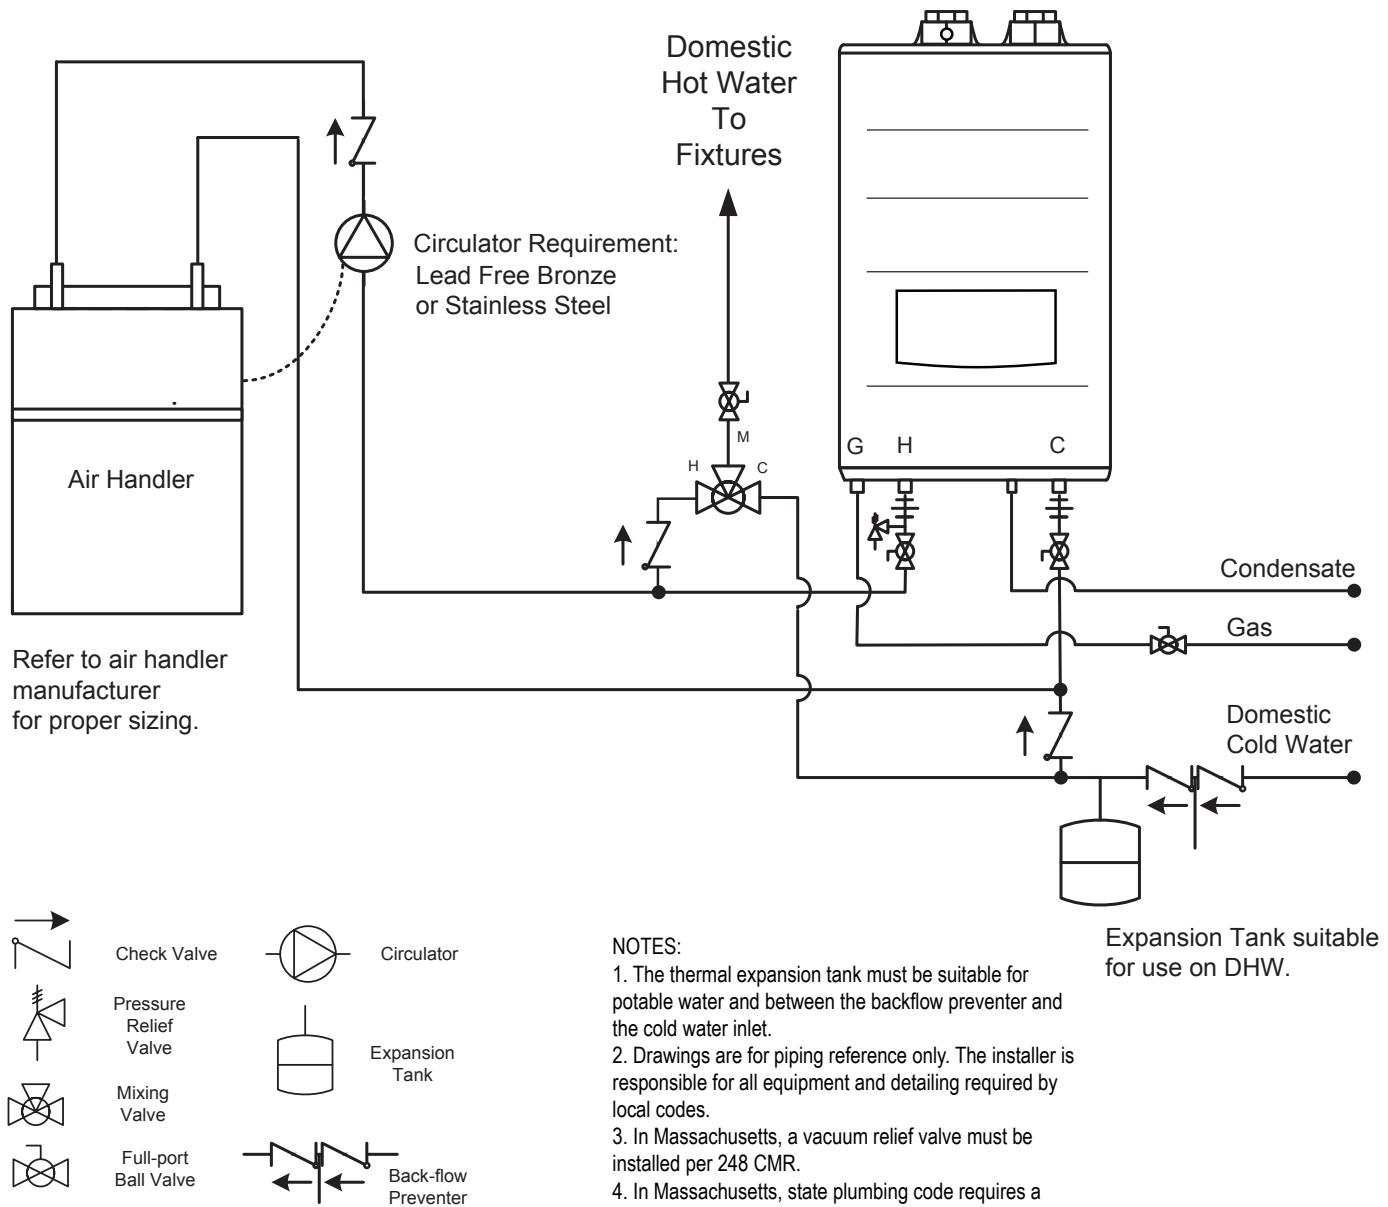 Domestic
Hot Water
To
Fixtures
Circulator Requirement:
Lead Free Bronze
or Stainless Steel
M
H
C
G
H
C
Air Handler
Condensate
Gas
Refer to air handler
manufacturer
for proper sizing.
Domestic
Cold Water
Expansion Tank suitable
for use on DHW.
Check Valve
Circulator
Pressure
Relief
Valve
Expansion
Tank
Mixing
Valve
Full-port
Ball Valve
Back-flow
Preventer
NOTES:
1. The thermal expansion tank must be suitable for
potable water and between the backflow preventer and
the cold water inlet.
2. Drawings are for piping reference only. The installer is
responsible for all equipment and detailing required by
local codes.
3. In Massachusetts, a vacuum relief valve must be
installed per 248 CMR.
4. In Massachusetts, state plumbing code requires a